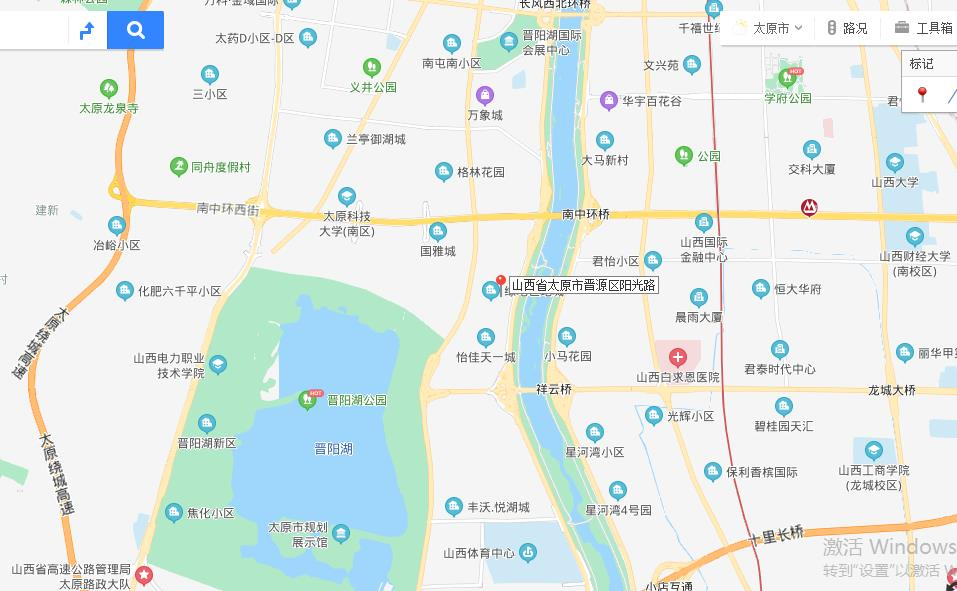 长风西北环桥
晋阳湖国际
会展中心
太药D小区-D区
南屯南小区
千禧世纪
太原市
路况
工具箱
标记
文兴苑
三小区
义井公园
万象城
华宇百花谷
HOT
学府公园
太原龙泉寺
兰亭御湖城
大马新村
公园
交科大厦
同舟度假村
格林花园
山西大学
建新
南中环西街
太原科技
大学(南区)
南中环桥
冶峪小区
国雅城
山西国际
金融中心
君怡小区
山西财经大学
(南校区)
村
化肥六千平小区
山西省太原市晋源区阳光路
恒大华府
晨雨大厦
太原绕城高速
山西电力职业
技术学院
怡佳天一城
小马花园
山西白求恩医院
君泰时代中心
丽华甲第
HOT
晋阳湖公园
祥云桥
龙城大桥
晋阳湖新区
晋阳湖
光辉小区
碧桂园天汇
太原绕城高速
星河湾小区
保利香槟国际
山西工商学院
(龙城校区)
焦化小区
太原市规划
展示馆
丰沃.悦湖城
星河湾4号园
山西体育中心
十里长桥
激活 Windows
转到"设置"以激活 W
山西省高速公路管理局
太原路政大队
小店互通